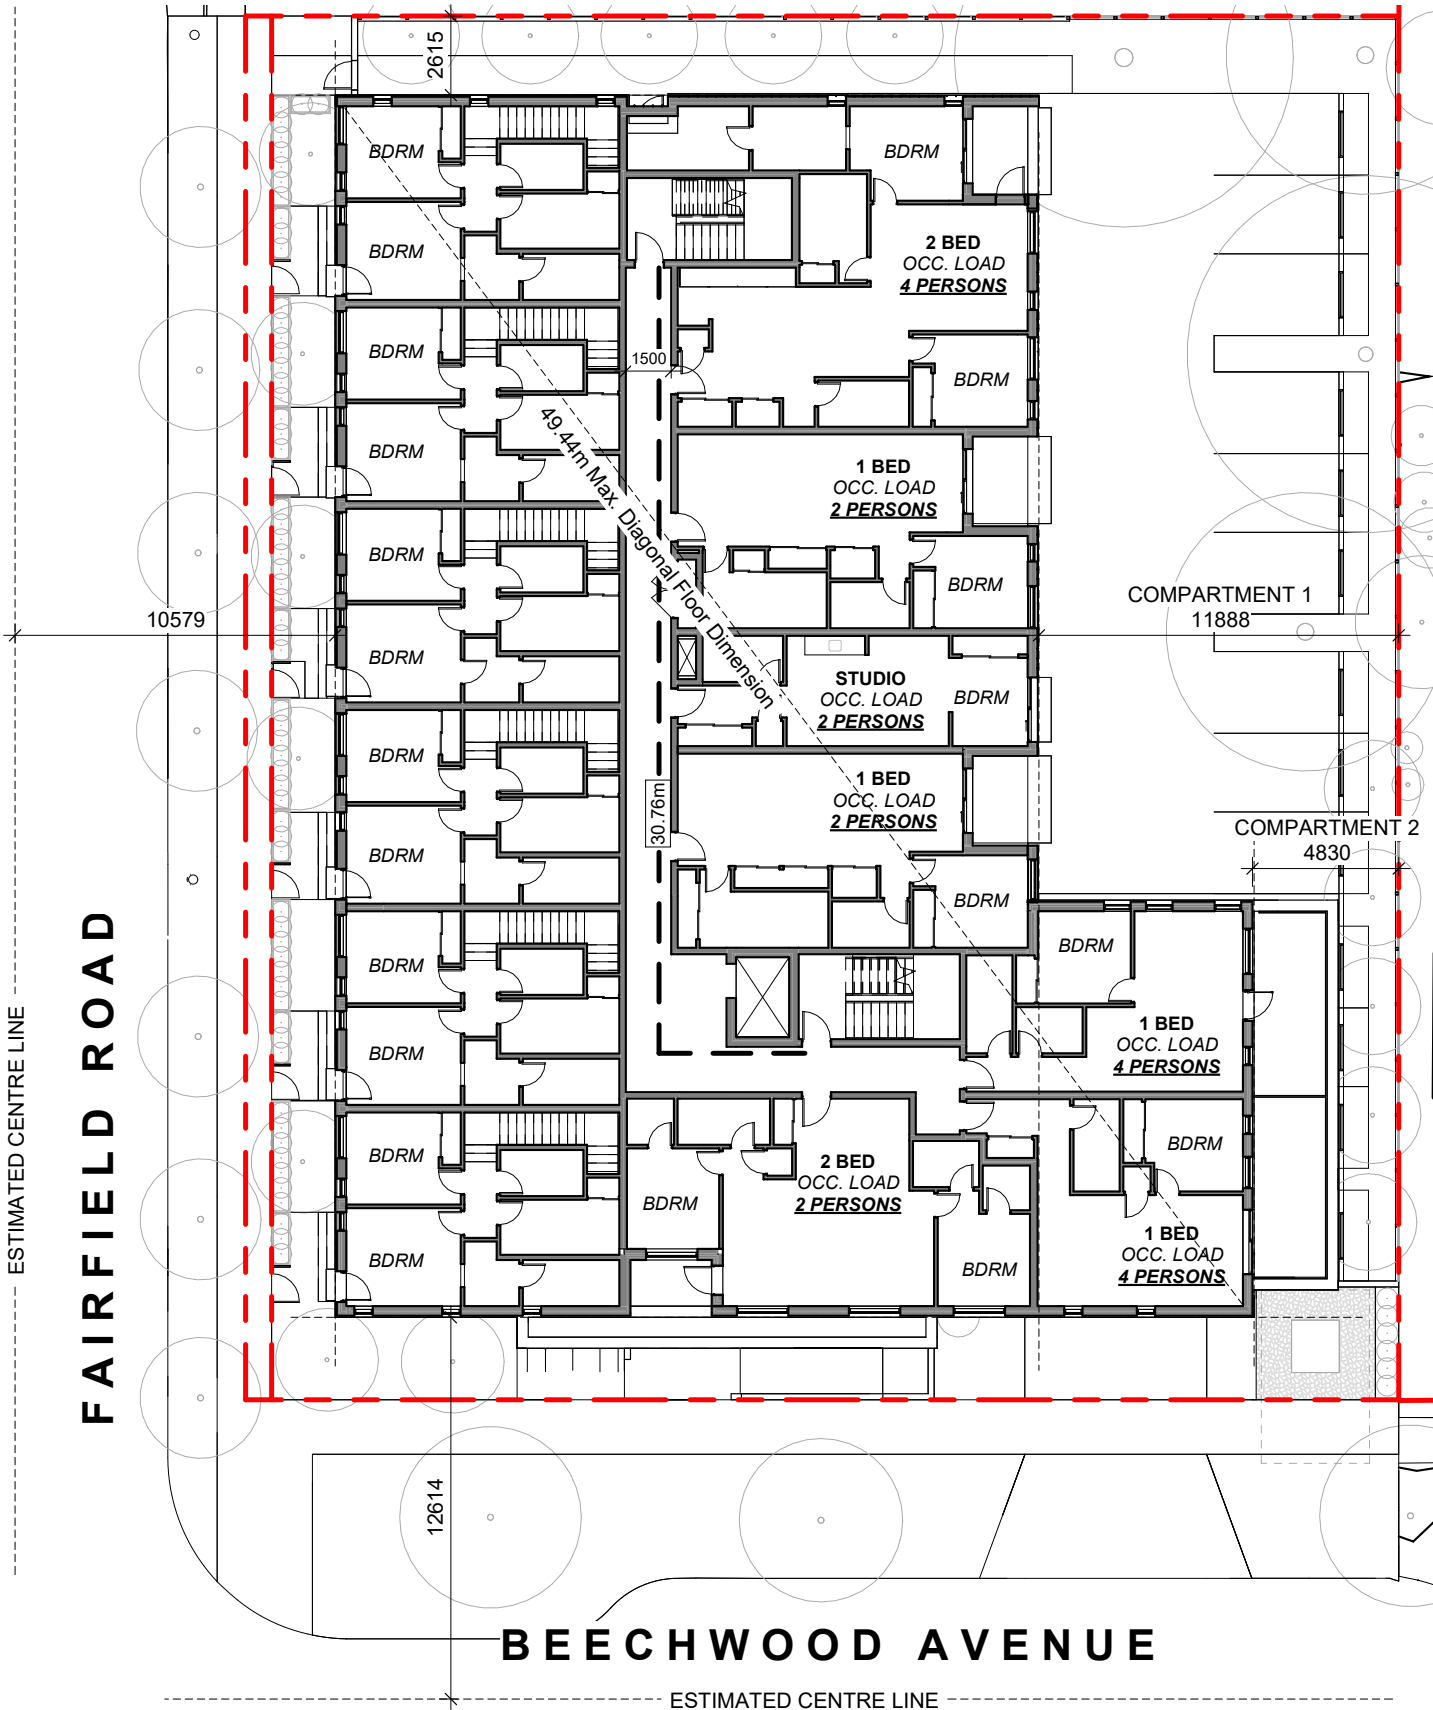 2615
BDRM
BDRM
2 BED
OCC. LOAD
4 PERSONS
BDRM
BDRM
1500
BDRM
BDRM
49.44m Max. Diagonal Floor Dimension
1 BED
OCC. LOAD
2 PERSONS
BDRM
BDRM
COMPARTMENT 1
11888
10579
BDRM
STUDIO
OCC. LOAD
2 PERSONS
BDRM
BDRM
1 BED
OCC. LOAD
2 PERSONS
30.76m
COMPARTMENT 2
4830
BDRM
BDRM
BDRM
BDRM
1 BED
OCC. LOAD
4 PERSONS
BDRM
BDRM
BDRM
2 BED
OCC. LOAD
2 PERSONS
BDRM
BDRM
1 BED
OCC. LOAD
4 PERSONS
BDRM
BDRM
FAIRFIELD ROAD
ESTIMATED CENTRE LINE
12614
BEECHWOOD AVENUE
ESTIMATED CENTRE LINE